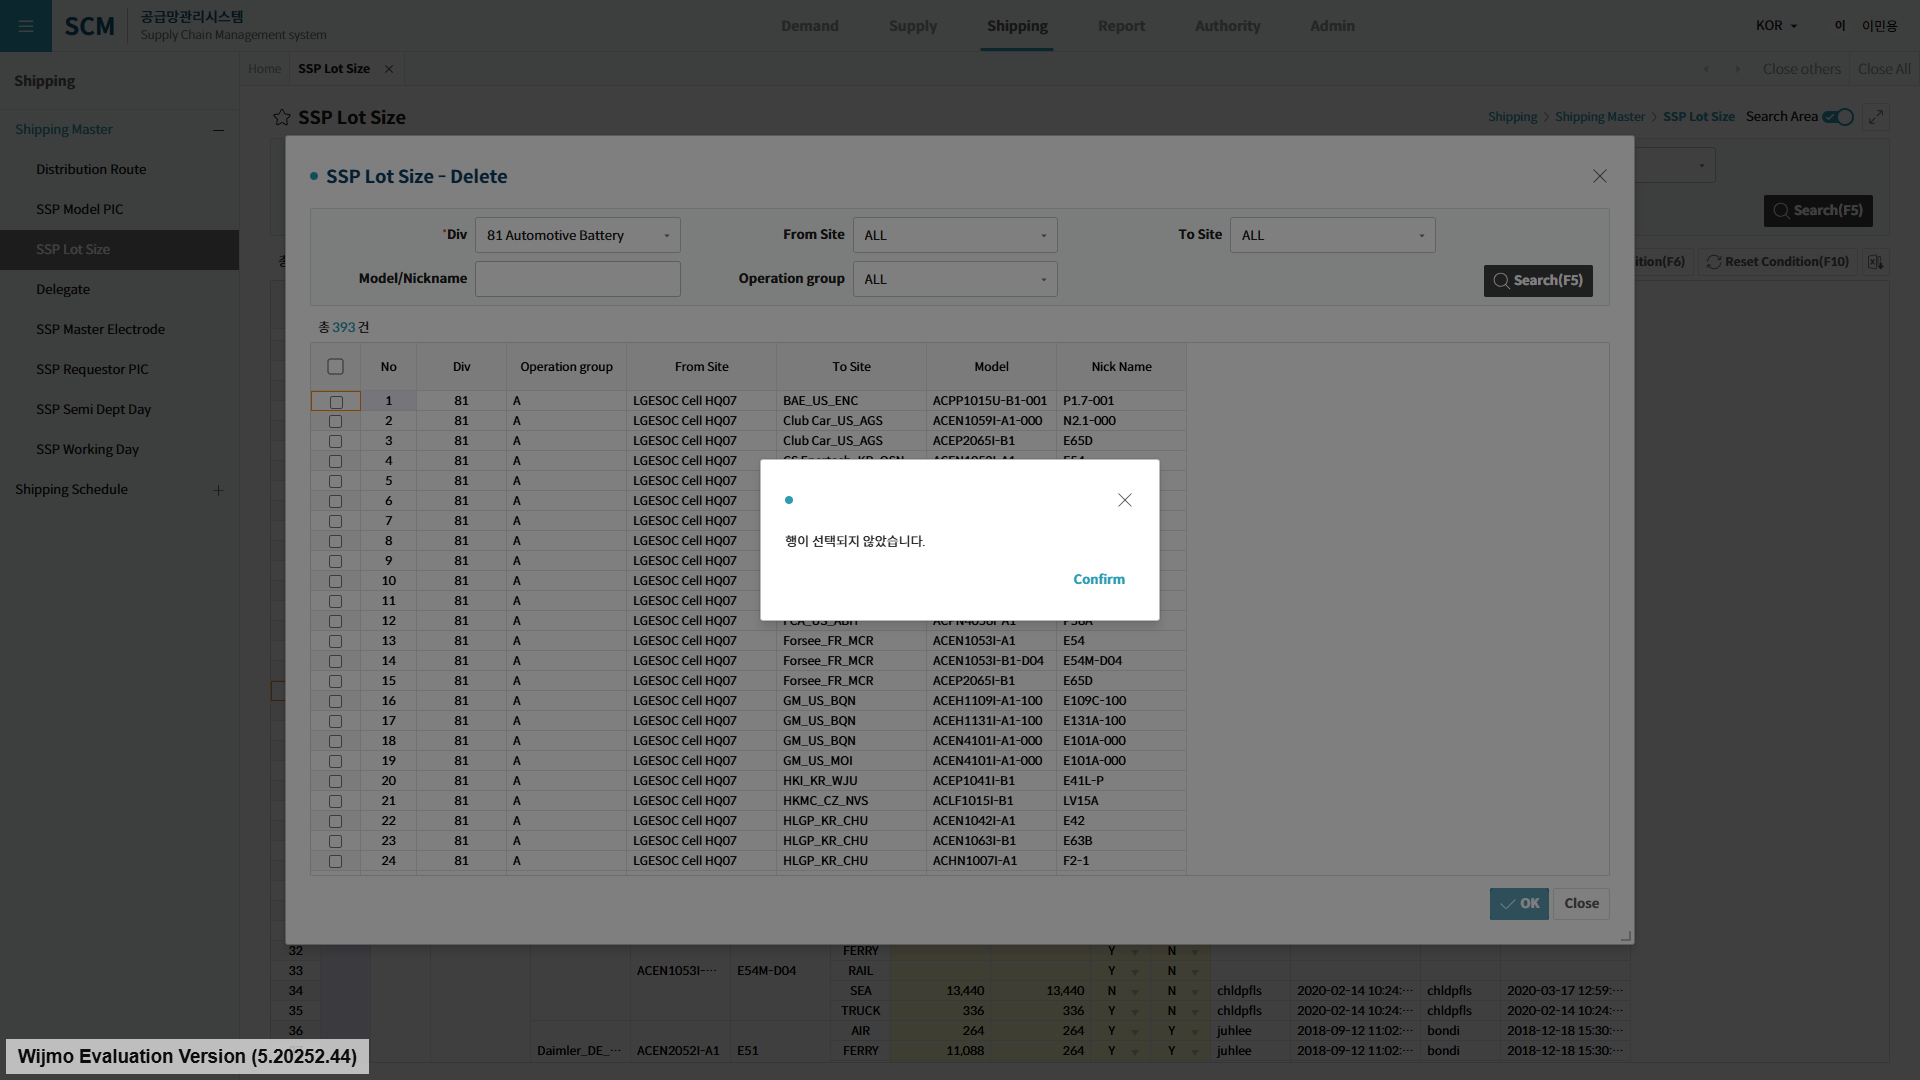 SCM 공급망관리시스템
Supply Chain Management system
Demand Supply Shipping Report Authority Admin
KOR 이 이민용
Shipping
Home SSP Lot Size Close others Close All
SSP Lot Size
Shipping > Shipping Master > SSP Lot Size Search Area
Shipping Master
Distribution Route
SSP Model PIC
SSP Lot Size
Delegate
SSP Master Electrode
SSP Requestor PIC
SSP Semi Dept Day
SSP Working Day
Shipping Schedule
Search(F5)
Reset Condition(F10)
SSP Lot Size - Delete
*Div 81 Automotive Battery From Site ALL To Site ALL
Model/Nickname Operation group ALL
Search(F5)
총 393 건
No Div Operation group From Site To Site Model Nick Name
1 81 A LGESOC Cell HQ07 BAE_US_ENC ACPP1015U-B1-001 P1.7-001
2 81 A LGESOC Cell HQ07 Club Car_US_AGS ACEN1059I-A1-000 N2.1-000
3 81 A LGESOC Cell HQ07 Club Car_US_AGS ACEP2065I-B1 E65D
4 81 A LGESOC Cell HQ07
5 81 A LGESOC Cell HQ07
6 81 A LGESOC Cell HQ07
7 81 A LGESOC Cell HQ07
8 81 A LGESOC Cell HQ07
9 81 A LGESOC Cell HQ07
10 81 A LGESOC Cell HQ07
11 81 A LGESOC Cell HQ07
12 81 A LGESOC Cell HQ07
13 81 A LGESOC Cell HQ07 Forsee_FR_MCR ACEN1053I-A1 E54
14 81 A LGESOC Cell HQ07 Forsee_FR_MCR ACEN1053I-B1-D04 E54M-D04
15 81 A LGESOC Cell HQ07 Forsee_FR_MCR ACEP2065I-B1 E65D
16 81 A LGESOC Cell HQ07 GM_US_BQN ACEH1109I-A1-100 E109C-100
17 81 A LGESOC Cell HQ07 GM_US_BQN ACEH1131I-A1-100 E131A-100
18 81 A LGESOC Cell HQ07 GM_US_BQN ACEN4101I-A1-000 E101A-000
19 81 A LGESOC Cell HQ07 GM_US_MOI ACEN4101I-A1-000 E101A-000
20 81 A LGESOC Cell HQ07 HKI_KR_WJU ACEP1041I-B1 E41L-P
21 81 A LGESOC Cell HQ07 HKMC_CZ_NVS ACLF1015I-B1 LV15A
22 81 A LGESOC Cell HQ07 HLGP_KR_CHU ACEN1042I-A1 E42
23 81 A LGESOC Cell HQ07 HLGP_KR_CHU ACEN1063I-B1 E63B
24 81 A LGESOC Cell HQ07 HLGP_KR_CHU ACHN1007I-A1 F2-1
행이 선택되지 않았습니다.
Confirm
OK Close
32 FERRY Y N
33 ACEN1053I-··· E54M-D04 RAIL Y N
34 SEA 13,440 13,440 N N chldpfls 2020-02-14 10:24:··· chldpfls 2020-03-17 12:59:···
35 TRUCK 336 336 Y N chldpfls 2020-02-14 10:24:··· chldpfls 2020-02-14 10:24:···
36 AIR 264 264 Y Y juhlee 2018-09-12 11:02:··· bondi 2018-12-18 15:30:···
Daimler_DE_··· ACEN2052I-A1 E51 FERRY 11,088 264 Y Y juhlee 2018-09-12 11:02:··· bondi 2018-12-18 15:30:···
Wijmo Evaluation Version (5.20252.44)